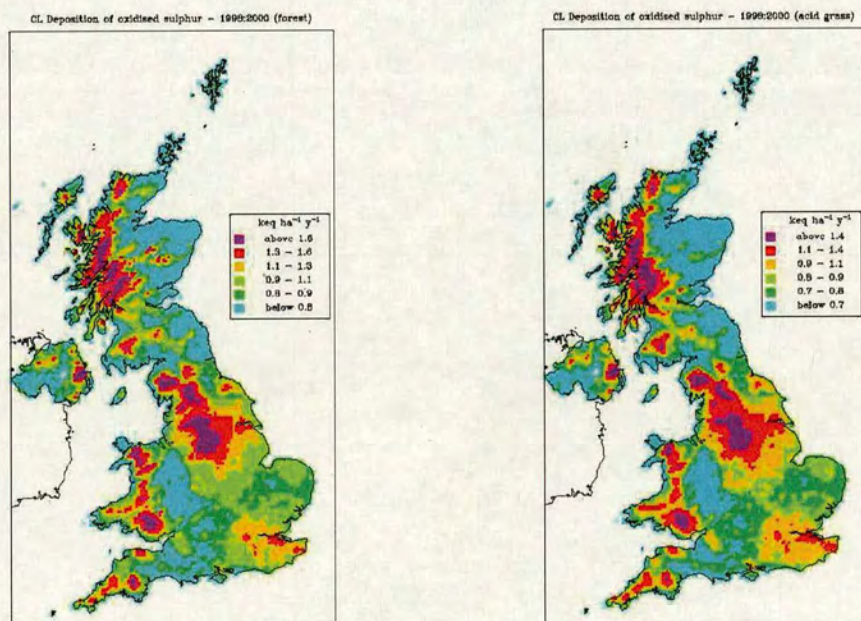 CL Deposition of oxidised sulphur - 1998:2000 (forest)
keq ha⁻¹ y⁻¹
above 1.6
1.3 - 1.6
1.1 - 1.3
0.9 - 1.1
0.8 - 0.9
below 0.8
CL Deposition of oxidised sulphur - 1998:2000 (acid grass)
keq ha⁻¹ y⁻¹
above 1.4
1.1 - 1.4
0.9 - 1.1
0.8 - 0.9
0.7 - 0.8
below 0.7